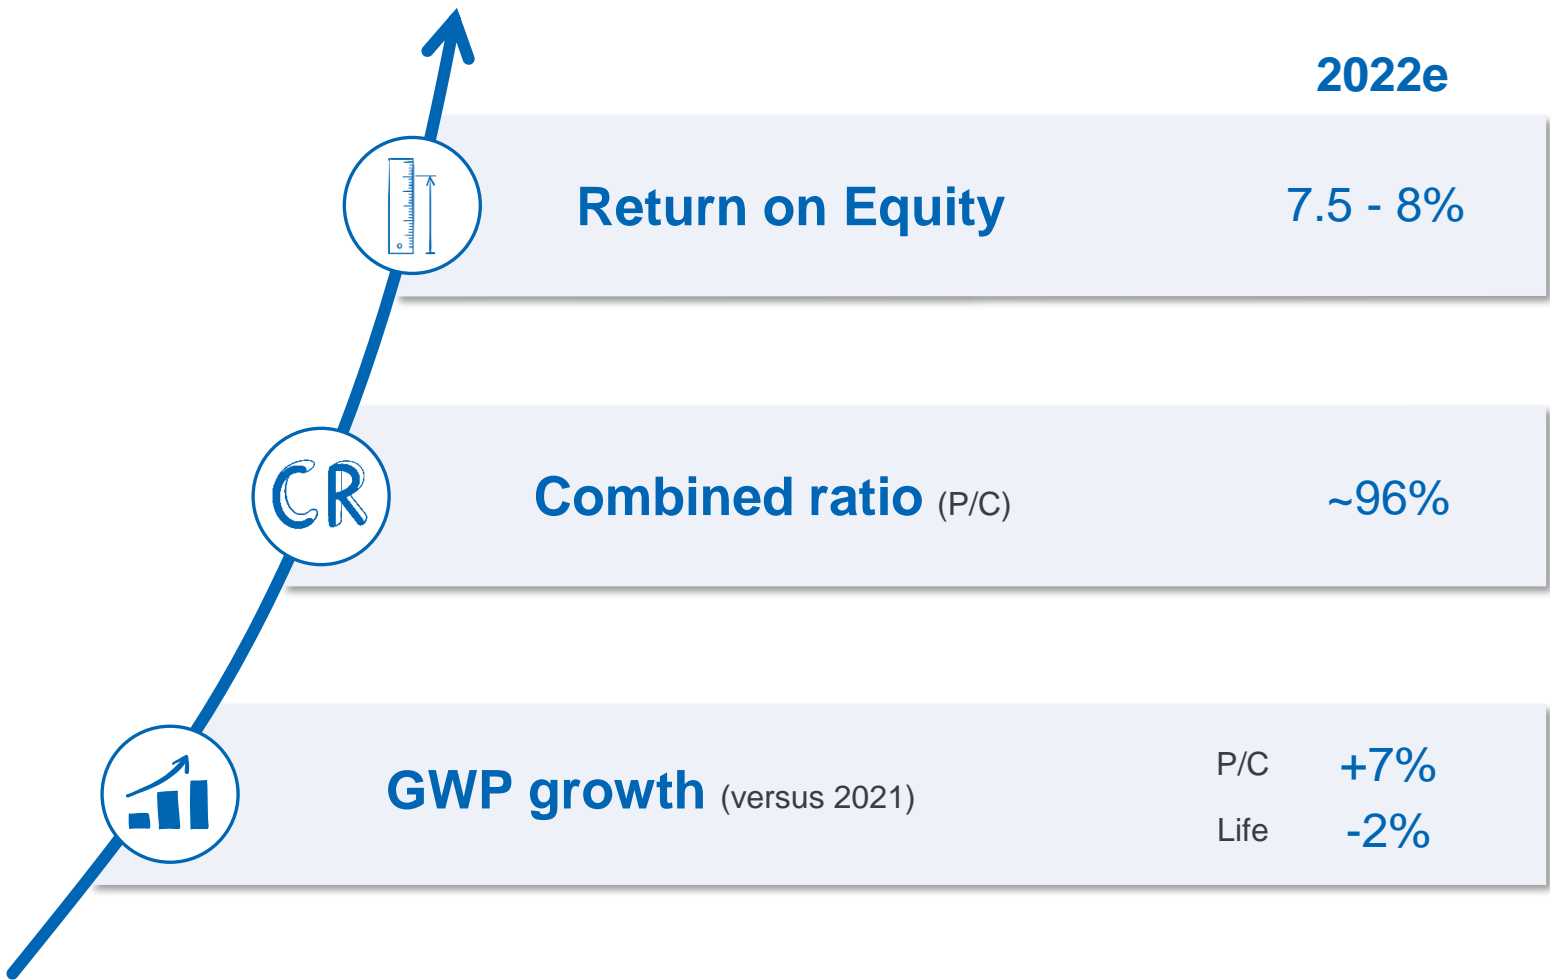 2022e
Return on Equity 7.5 - 8%
CR
Combined ratio (P/C) ~96%
GWP growth (versus 2021)
P/C +7%
Life -2%